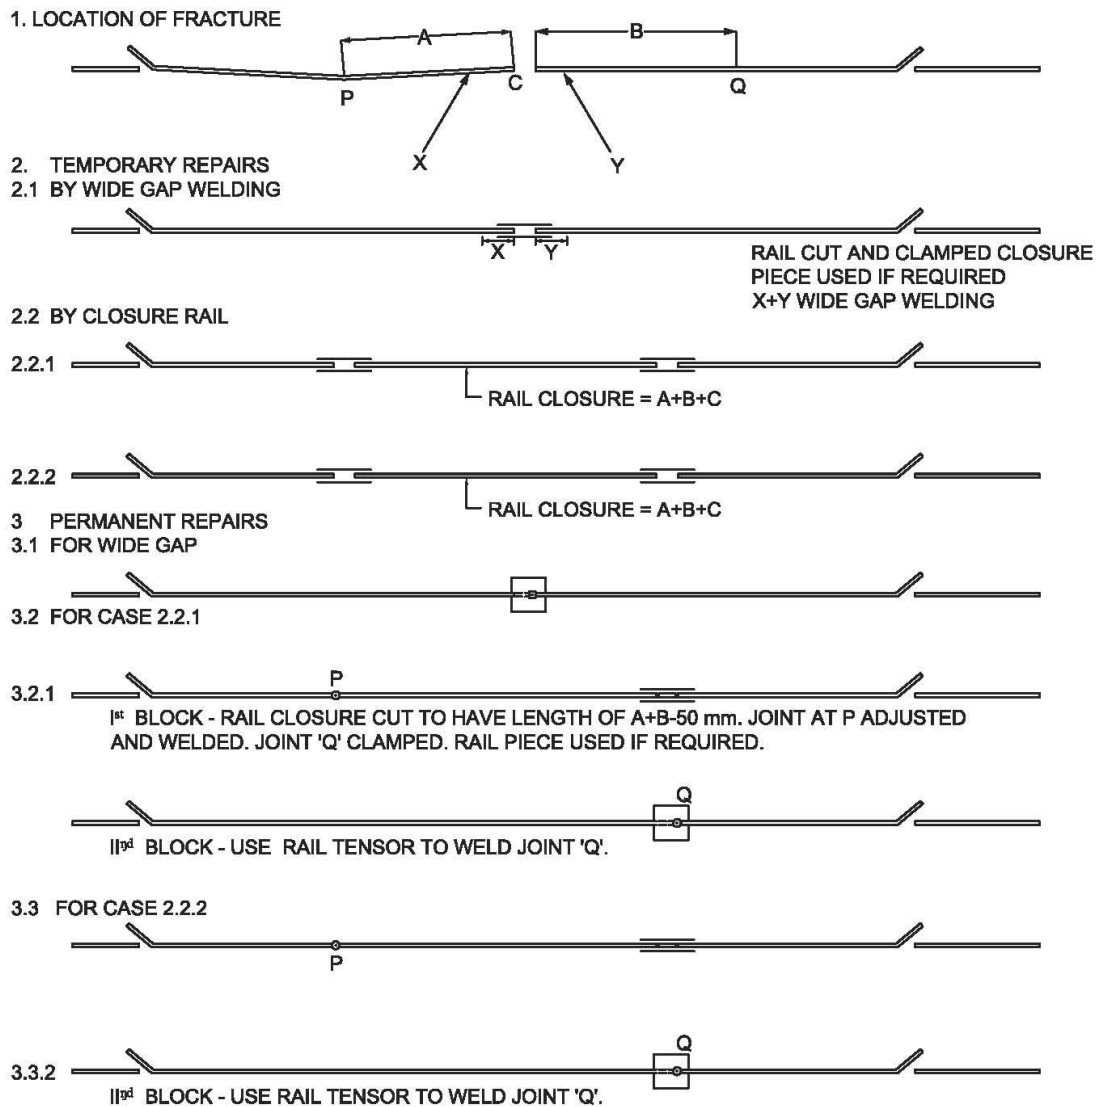 1. LOCATION OF FRACTURE
A
B
P
C
Q
X
Y
2. TEMPORARY REPAIRS
2.1 BY WIDE GAP WELDING
X
Y
RAIL CUT AND CLAMPED CLOSURE
PIECE USED IF REQUIRED
X+Y WIDE GAP WELDING
2.2 BY CLOSURE RAIL
2.2.1
RAIL CLOSURE = A+B+C
2.2.2
RAIL CLOSURE = A+B+C
3 PERMANENT REPAIRS
3.1 FOR WIDE GAP
3.2 FOR CASE 2.2.1
P
3.2.1
Iˢᵗ BLOCK - RAIL CLOSURE CUT TO HAVE LENGTH OF A+B-50 mm. JOINT AT P ADJUSTED
AND WELDED. JOINT 'Q' CLAMPED. RAIL PIECE USED IF REQUIRED.
Q
IIⁿᵈ BLOCK - USE RAIL TENSOR TO WELD JOINT 'Q'.
3.3 FOR CASE 2.2.2
P
Q
3.3.2
IIⁿᵈ BLOCK - USE RAIL TENSOR TO WELD JOINT 'Q'.